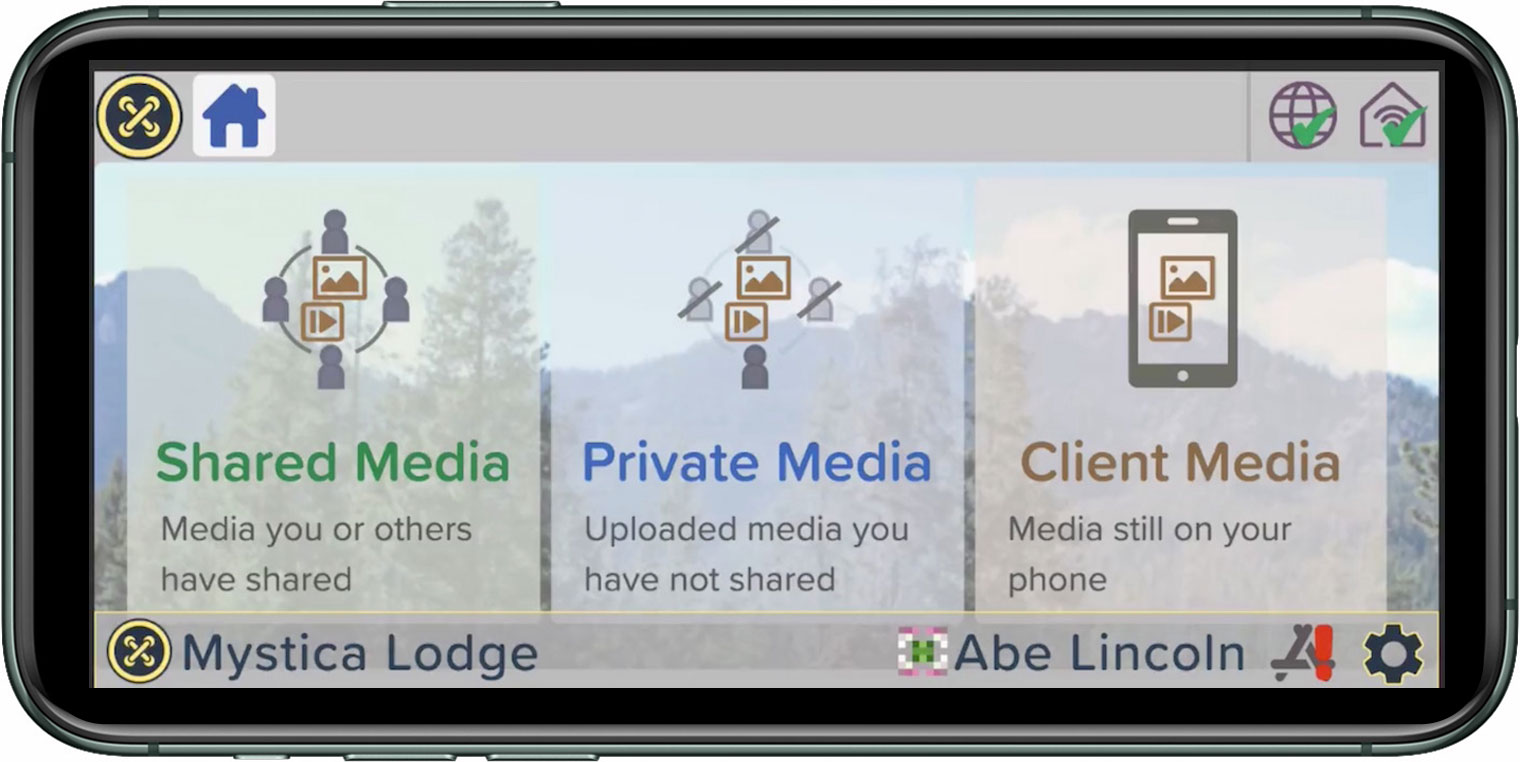 Shared Media
Media you or others
have shared
Private Media
Uploaded media you
have not shared
Client Media
Media still on your
phone
Mystica Lodge
Abe Lincoln